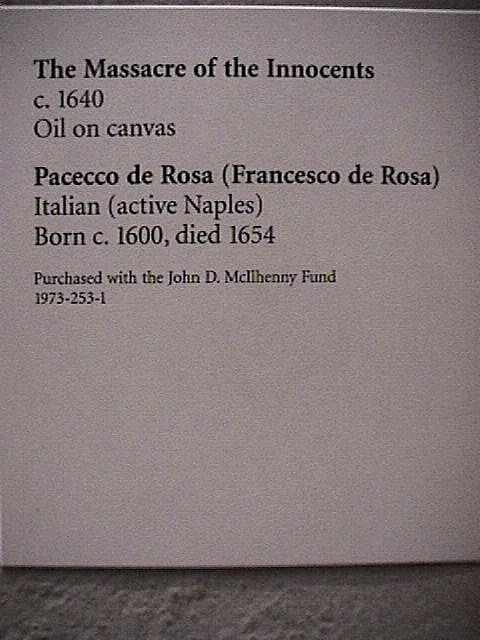 The Massacre of the Innocents
c. 1640
Oil on canvas
Pacecco de Rosa (Francesco de Rosa)
Italian (active Naples)
Born c. 1600, died 1654
Purchased with the John D. McIlhenny Fund
1973-253-1